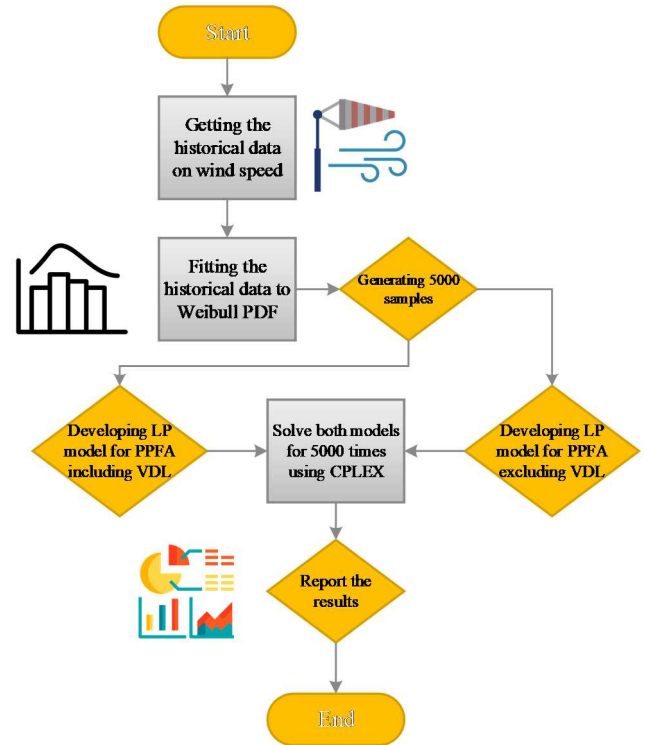 Start
Getting the
historical data
on wind speed
Fitting the
historical data to
Weibull PDF
Generating 5000
samples
Developing LP
model for PPFA
including VDL
Solve both models
for 5000 times
using CPLEX
Developing LP
model for PPFA
excluding VDL
Report the
results
End